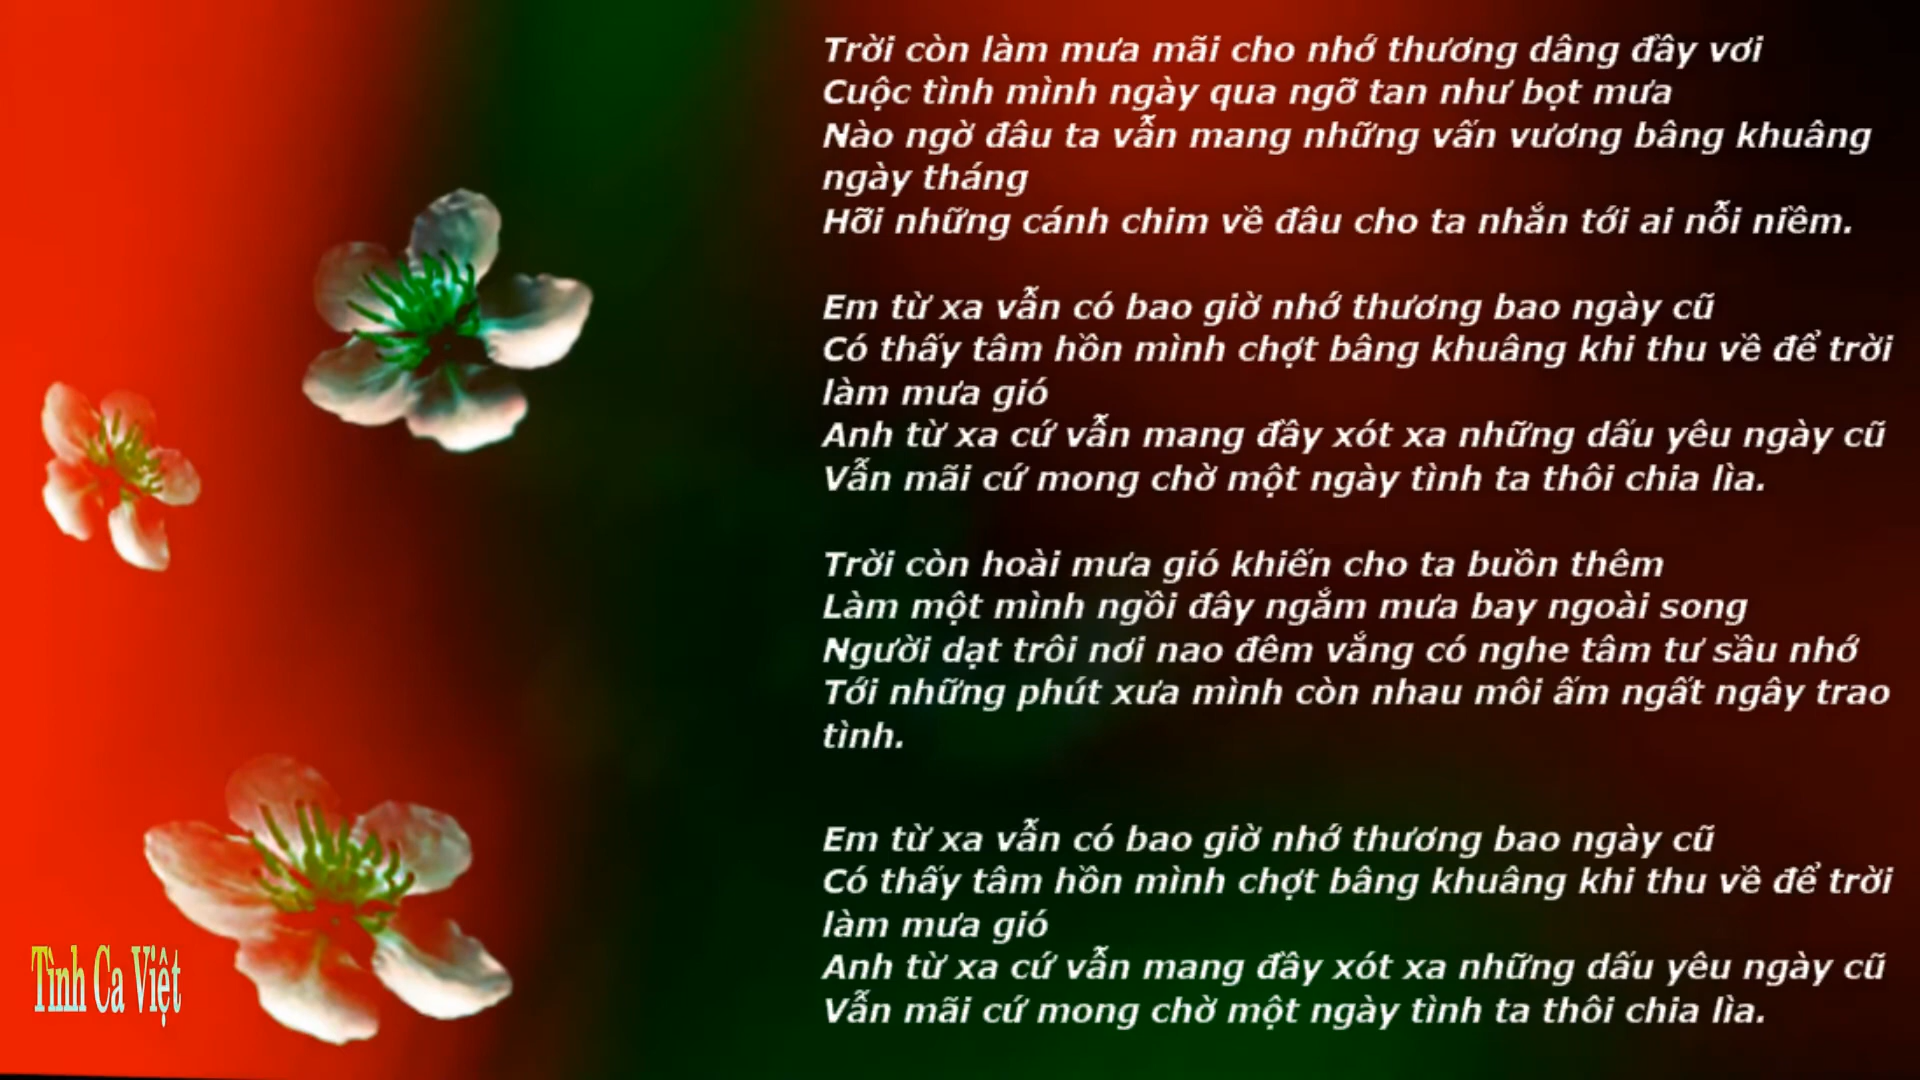 Trời còn làm mưa mãi cho nhớ thương dâng đầy vơi
Cuộc tình mình ngày qua ngỡ tan như bọt mưa
Nào ngờ đâu ta vẫn mang những vấn vương bâng khuâng
ngày tháng
Hỡi những cánh chim về đâu cho ta nhắn tới ai nỗi niềm.
Em từ xa vẫn có bao giờ nhớ thương bao ngày cũ
Có thấy tâm hồn mình chợt bâng khuâng khi thu về để trời
làm mưa gió
Anh từ xa cứ vẫn mang đầy xót xa những dấu yêu ngày cũ
Vẫn mãi cứ mong chờ một ngày tình ta thôi chia lìa.
Trời còn hoài mưa gió khiến cho ta buồn thêm
Làm một mình ngồi đây ngắm mưa bay ngoài song
Người dạt trôi nơi nao đêm vắng có nghe tâm tư sầu nhớ
Tới những phút xưa mình còn nhau môi ấm ngất ngây trao
tình.
Em từ xa vẫn có bao giờ nhớ thương bao ngày cũ
Có thấy tâm hồn mình chợt bâng khuâng khi thu về để trời
làm mưa gió
Anh từ xa cứ vẫn mang đầy xót xa những dấu yêu ngày cũ
Vẫn mãi cứ mong chờ một ngày tình ta thôi chia lìa.
Tình Ca Việt